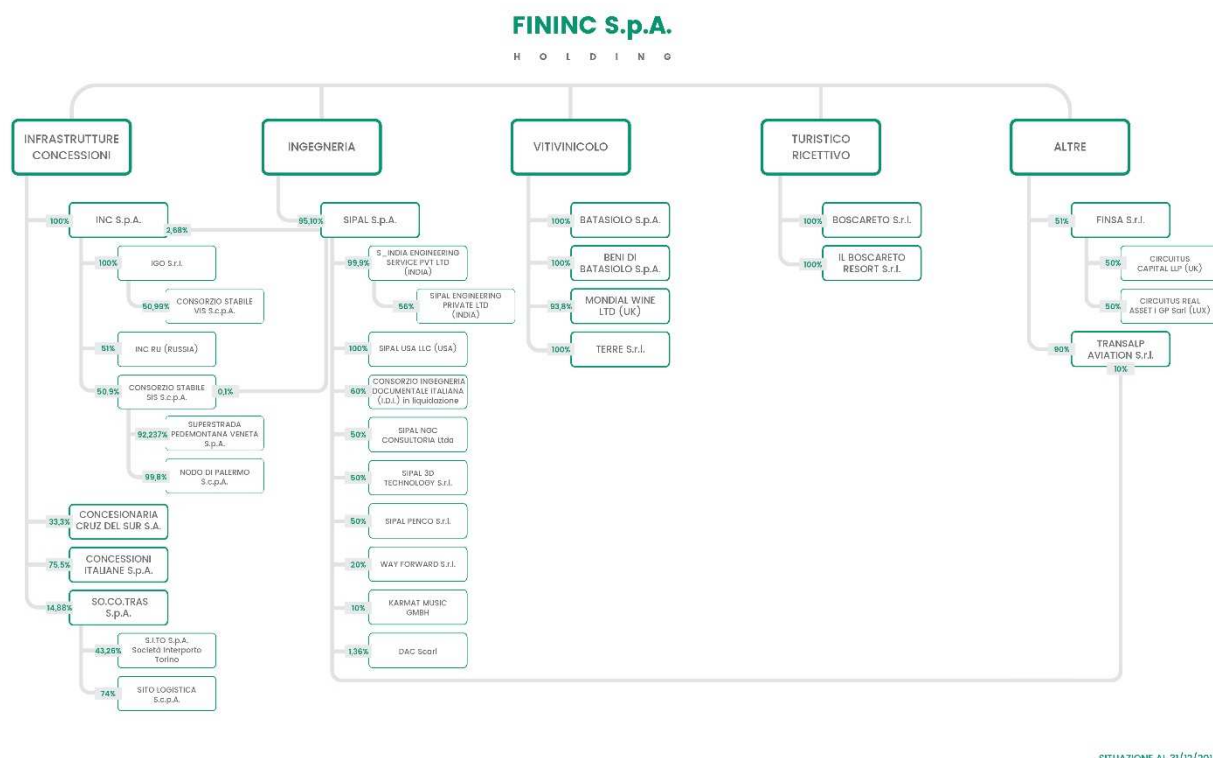 FININC S.p.A.
HOLDING
INFRASTRUTTURE
CONCESSIONI
INGEGNERIA
VITIVINICOLO
TURISTICO
RICETTIVO
ALTRE
100%
INC S.p.A.
2,68%
100%
IGO S.r.l.
50,99%
CONSORZIO STABILE
VIS S.c.p.A.
51%
INC RU (RUSSIA)
50,9%
CONSORZIO STABILE
SIS S.c.p.A.
0,1%
92,237%
SUPERSTRADA
PEDEMONTANA VENETA
S.p.A.
99,8%
NODO DI PALERMO
S.c.p.A.
33,3%
CONCESIONARIA
CRUZ DEL SUR S.A.
75,5%
CONCESSIONI
ITALIANE S.p.A.
14,88%
SO.CO.TRAS
S.p.A.
43,26%
S.I.TO S.p.A.
Società Interporto
Torino
74%
SITO LOGISTICA
S.c.p.A.
95,10%
SIPAL S.p.A.
99,9%
S_INDIA ENGINEERING
SERVICE PVT LTD
(INDIA)
56%
SIPAL ENGINEERING
PRIVATE LTD
(INDIA)
100%
SIPAL USA LLC (USA)
60%
CONSORZIO INGEGNERIA
DOCUMENTALE ITALIANA
(I.D.I.) in liquidazione
50%
SIPAL NGC
CONSULTORIA Ltda
50%
SIPAL 3D
TECHNOLOGY S.r.l.
50%
SIPAL PENCO S.r.l.
20%
WAY FORWARD S.r.l.
10%
KARMAT MUSIC
GMBH
1,36%
DAC Scarl
100%
BATASIOLO S.p.A.
100%
BENI DI
BATASIOLO S.p.A.
93,8%
MONDIAL WINE
LTD (UK)
100%
TERRE S.r.l.
100%
BOSCARETO S.r.l.
100%
IL BOSCARETO
RESORT S.r.l.
51%
FINSA S.r.l.
50%
CIRCUITUS
CAPITAL LLP (UK)
50%
CIRCUITUS REAL
ASSET I GP Sarl (LUX)
90%
TRANSALP
AVIATION S.r.l.
10%
SITUAZIONE AL 31/12/201